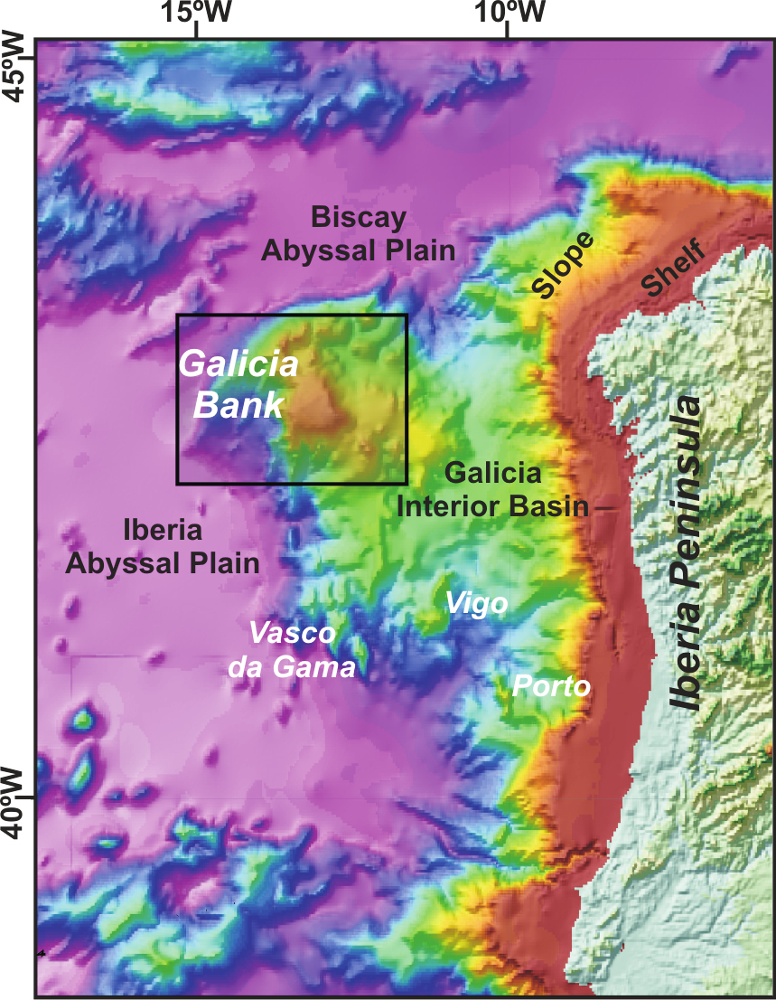 15ºW
10ºW
45ºW
Biscay
Abyssal Plain
Slope
Shelf
Galicia
Bank
Galicia
Interior Basin
Iberia Peninsula
Iberia
Abyssal Plain
Vigo
Vasco
da Gama
Porto
40ºW